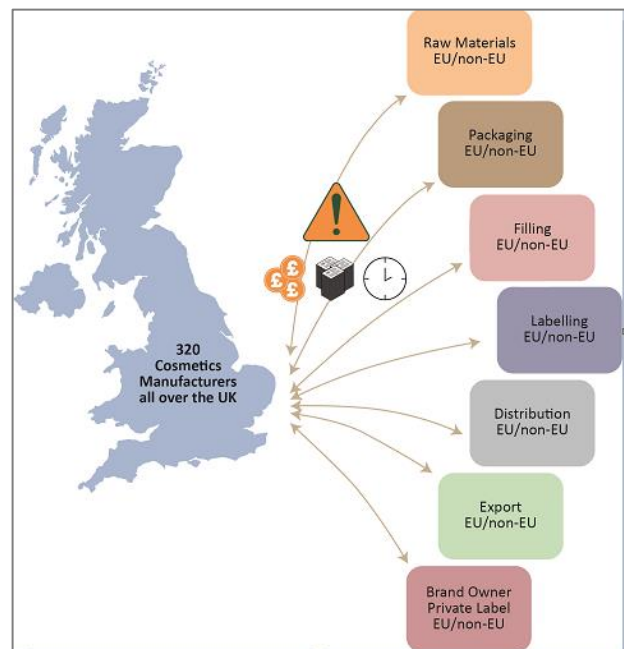 Raw Materials
EU/non-EU
Packaging
EU/non-EU
Filling
EU/non-EU
£
£
£
Labelling
EU/non-EU
320
Cosmetics
Manufacturers
all over the UK
Distribution
EU/non-EU
Export
EU/non-EU
Brand Owner
Private Label
EU/non-EU